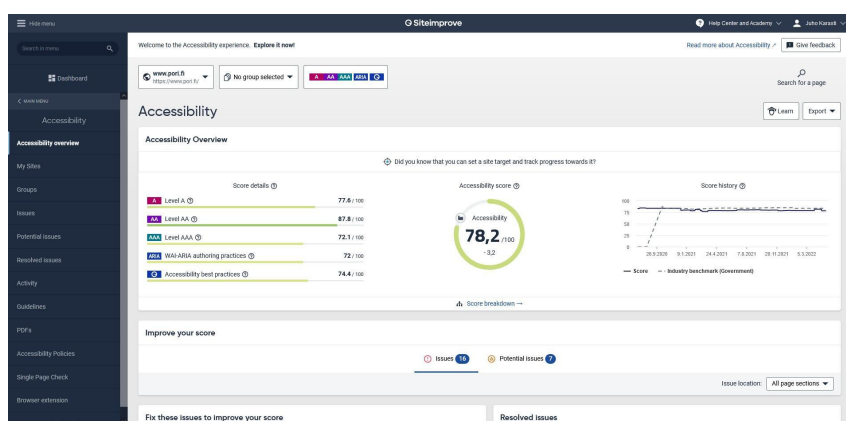 Hide menu
Siteimprove
Help Center and Academy
Juho Karasti
Search in menu
Welcome to the Accessibility experience. Explore it now!
Read more about Accessibility
Give feedback
Dashboard
www.pori.fi
https://www.pori.fi/
No group selected
A AA AAA ARIA
Search for a page
MAIN MENU
Accessibility
Accessibility
Learn
Export
Accessibility overview
My Sites
Groups
Issues
Potential issues
Resolved issues
Activity
Guidelines
PDFs
Accessibility Policies
Single Page Check
Browser extension
Accessibility Overview
Did you know that you can set a site target and track progress towards it?
Score details
A Level A 77.6 / 100
AA Level AA 87.8 / 100
AAA Level AAA 72.1 / 100
ARIA WAI-ARIA authoring practices 72 / 100
Accessibility best practices 74.4 / 100
Accessibility score
Accessibility
78,2 /100
- 3,2
Score history
100
75
50
25
0
20.9.2020 9.1.2021 24.4.2021 7.8.2021 20.11.2021 5.3.2022
Score Industry benchmark (Government)
Score breakdown →
Improve your score
Issues 16
Potential issues 7
Issue location: All page sections
Fix these issues to improve your score
Resolved issues